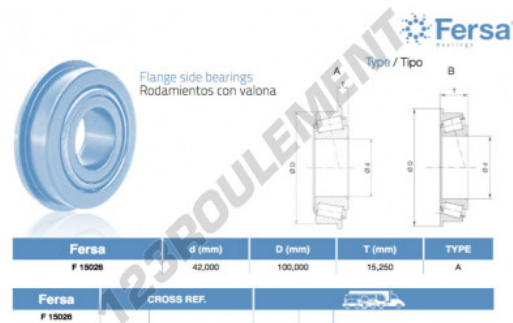 Fersa
Bearings
Flange side bearings
Rodamientos con valona
Type / Tipo
A
B
T
T
Ø D
Ø d
Ø D
Ø d
Fersa d (mm) D (mm) T (mm) TYPE
F 15026 42,000 100,000 15,250 A
Fersa CROSS REF.
F 15026
123ROULEMENT